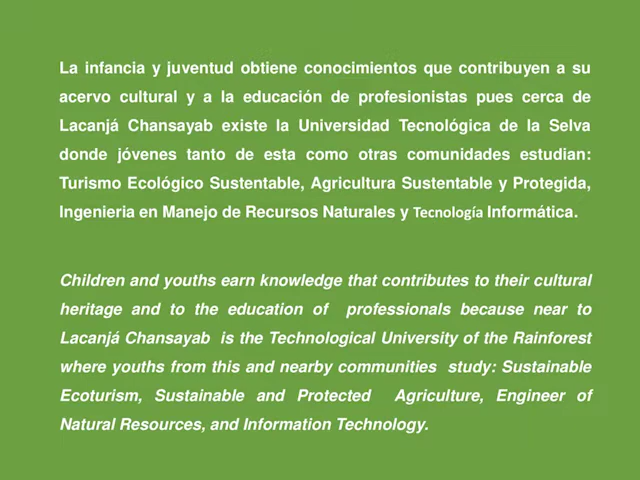 La infancia y juventud obtiene conocimientos que contribuyen a su
acervo cultural y a la educación de profesionistas pues cerca de
Lacanjá Chansayab existe la Universidad Tecnológica de la Selva
donde jóvenes tanto de esta como otras comunidades estudian:
Turismo Ecológico Sustentable, Agricultura Sustentable y Protegida,
Ingenieria en Manejo de Recursos Naturales y Tecnología Informática.
Children and youths earn knowledge that contributes to their cultural
heritage and to the education of professionals because near to
Lacanjá Chansayab is the Technological University of the Rainforest
where youths from this and nearby communities study: Sustainable
Ecoturism, Sustainable and Protected Agriculture, Engineer of
Natural Resources, and Information Technology.